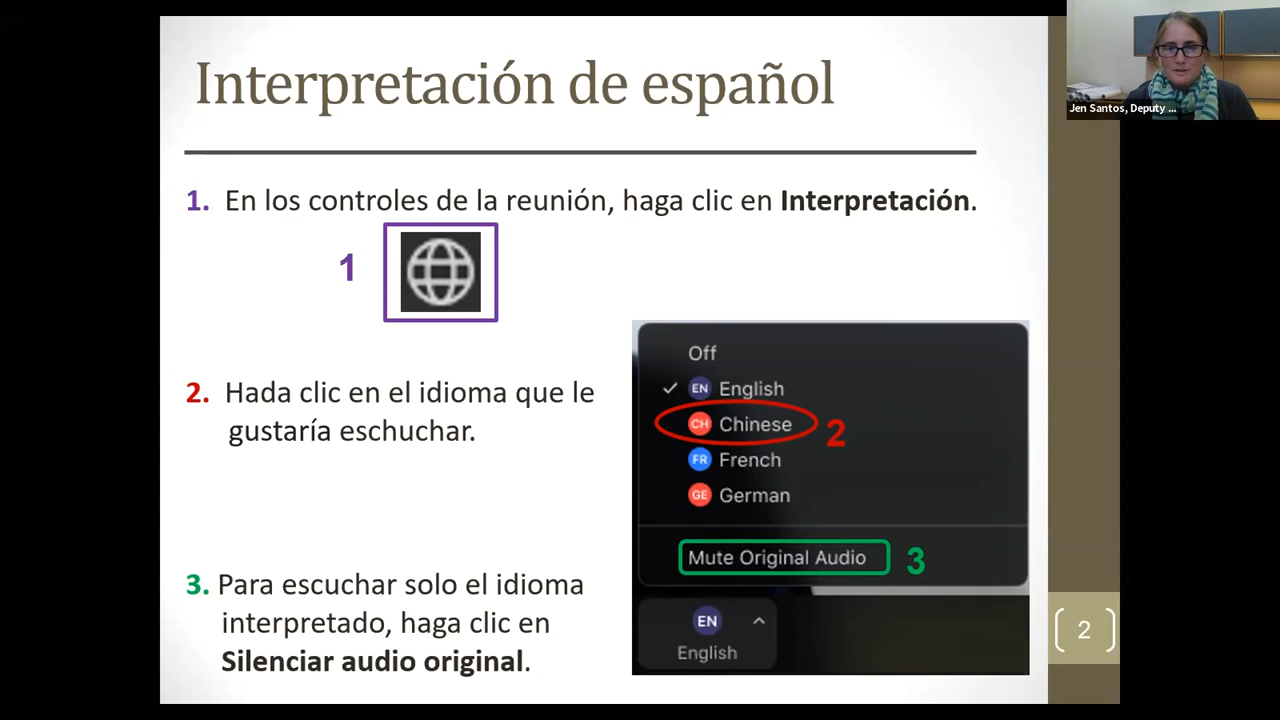 Interpretación de español
Jen Santos, Deputy ...
1. En los controles de la reunión, haga clic en Interpretación.
1
2. Hada clic en el idioma que le
gustaría eschuchar.
3. Para escuchar solo el idioma
interpretado, haga clic en
Silenciar audio original.
Off
EN English
CH Chinese
2
FR French
GE German
Mute Original Audio
3
EN
English
2